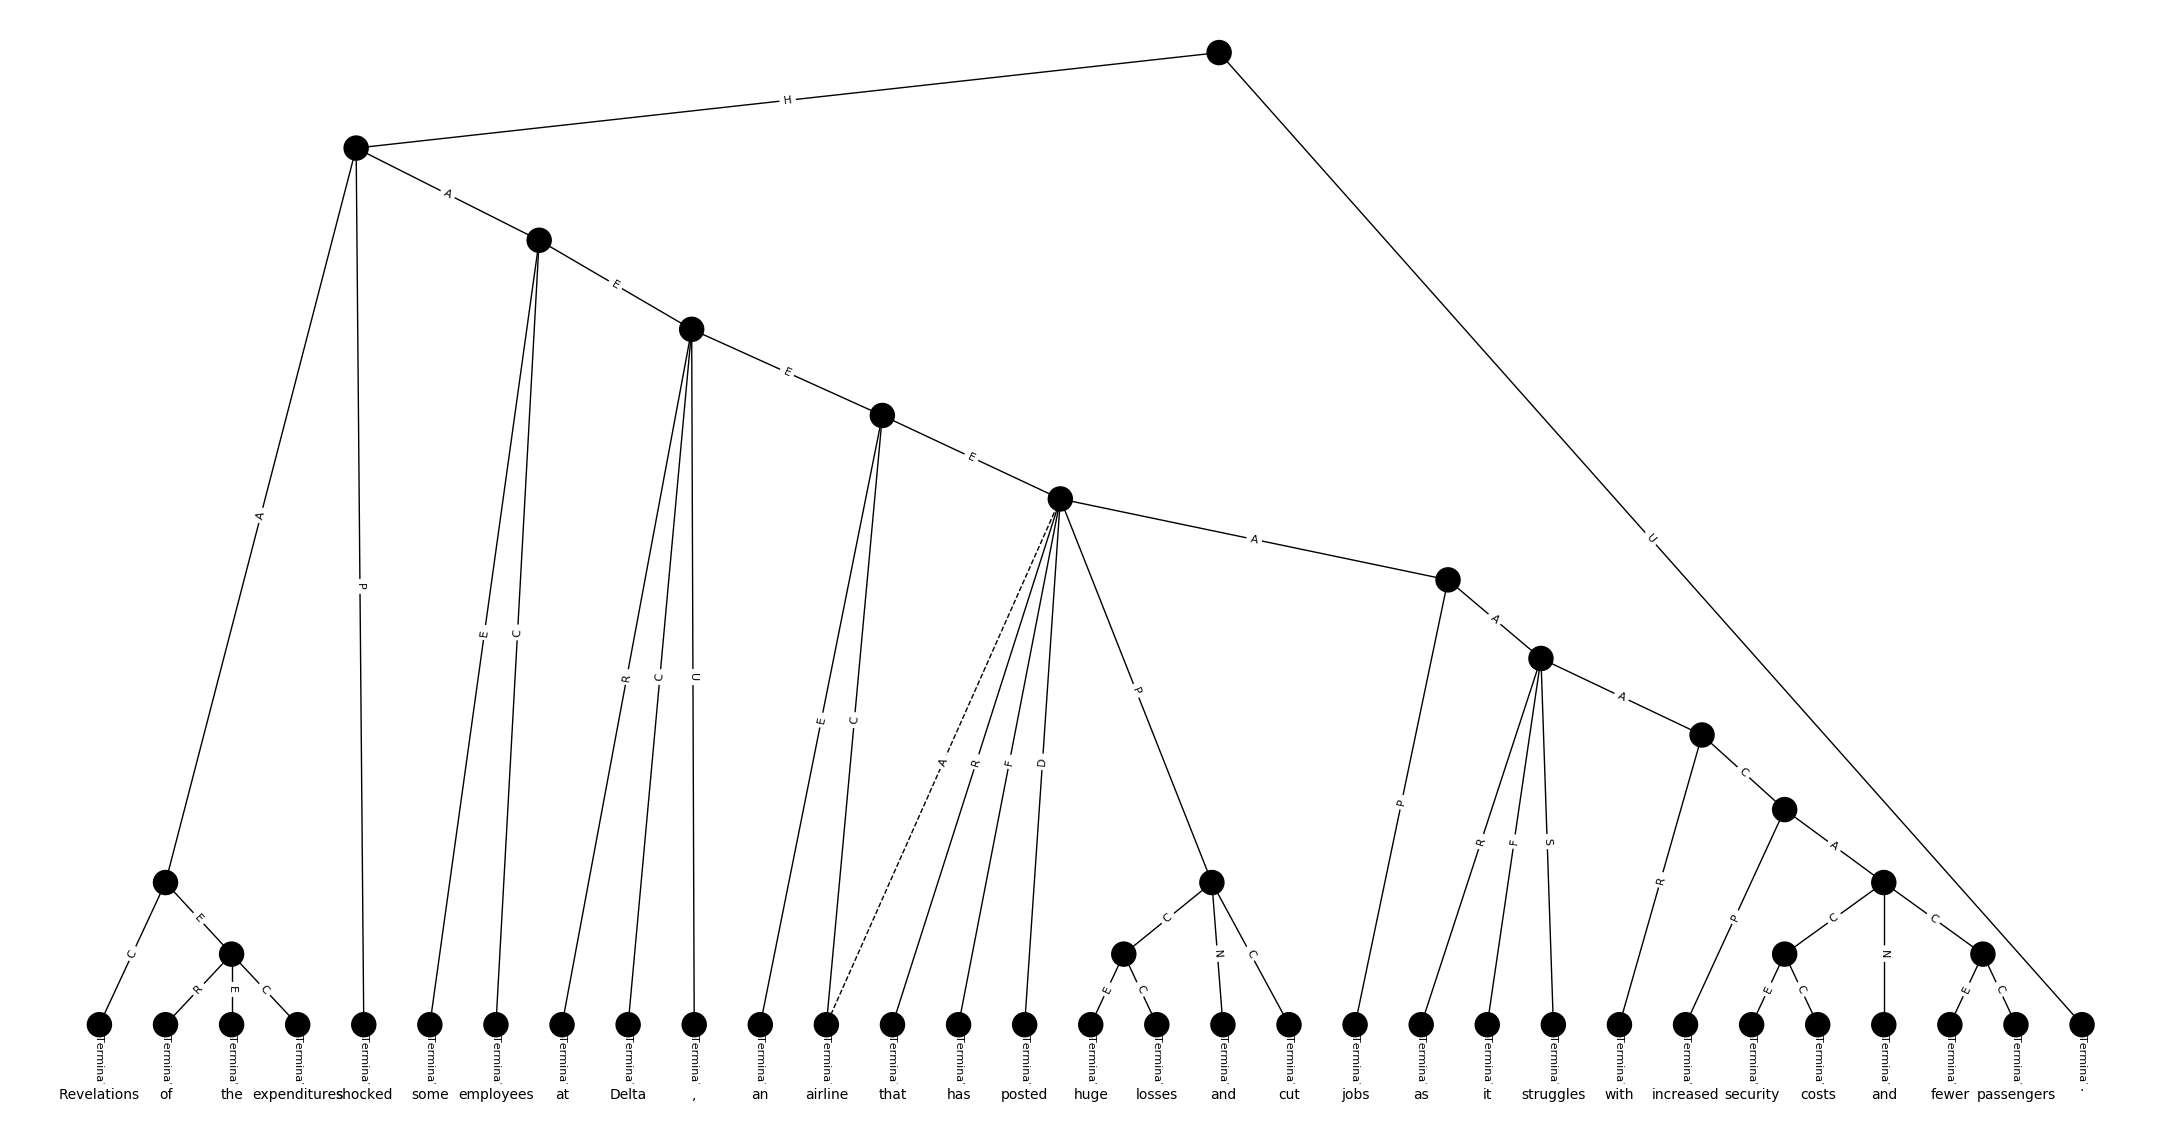 H
A
E
E
E
A
U
A
P
A
E
C
R
C
U
E
C
A
R
F
D
P
P
R
F
S
A
R
C
P
A
C
E
R
E
C
C
N
C
E
C
C
N
C
E
C
E
C
Terminal Terminal Terminal Terminal Terminal Terminal Terminal Terminal Terminal Terminal Terminal Terminal Terminal Terminal Terminal Terminal Terminal Terminal Terminal Terminal Terminal Terminal Terminal Terminal Terminal Terminal Terminal Terminal Terminal Terminal Terminal
Revelations of the expenditures shocked some employees at Delta , an airline that has posted huge losses and cut jobs as it struggles with increased security costs and fewer passengers .